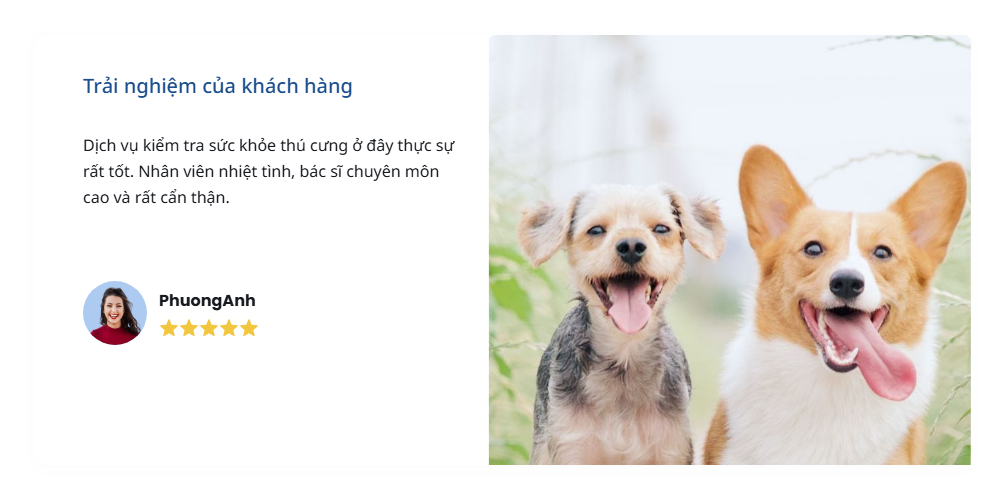 Trải nghiệm của khách hàng
Dịch vụ kiểm tra sức khỏe thú cưng ở đây thực sự
rất tốt. Nhân viên nhiệt tình, bác sĩ chuyên môn
cao và rất cẩn thận.
PhuongAnh